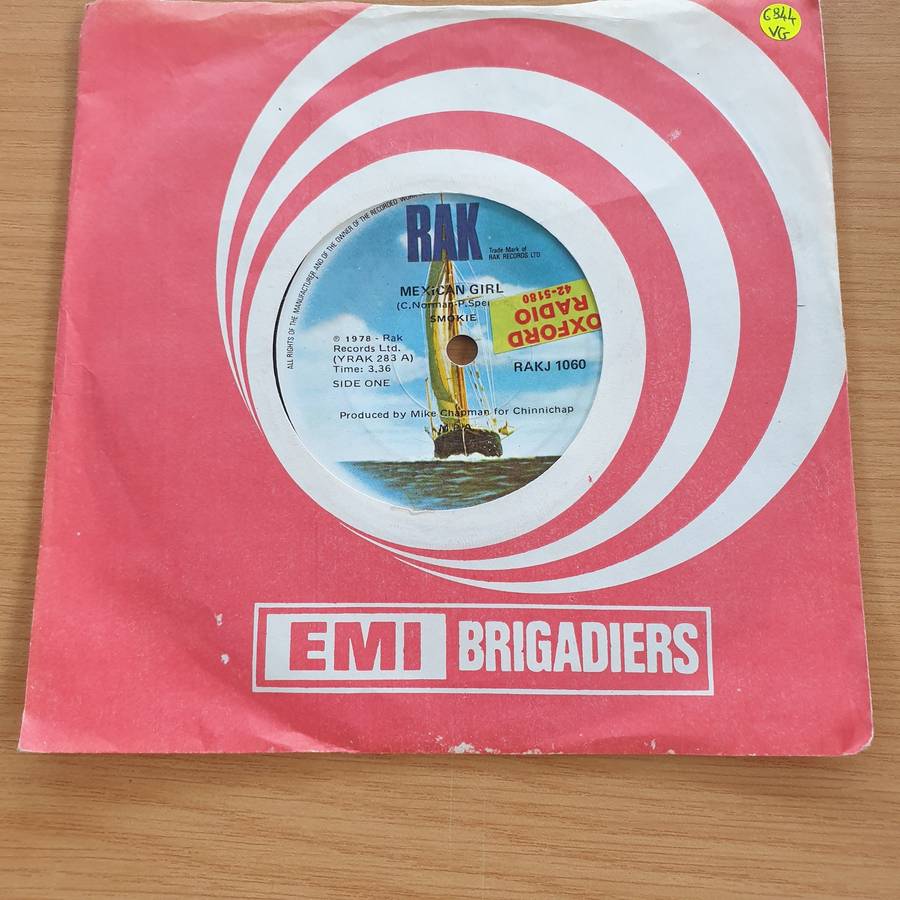 6844
VG
ALL RIGHTS OF THE MANUFACTURER AND OF THE OWNER OF THE RECORDED
RAK
Trade Mark of
RAK RECORDS LTD
MEXiCAN GIRL
(C. Norman-P. Spe
SMOKIE
OXFORD
RADIO
42-5180
℗ 1978 - Rak
Records Ltd.
(YRAK 283 A)
Time: 3,36
SIDE ONE
RAKJ 1060
Produced by Mike Chapman for Chinnichap
EMI BRIGADIERS